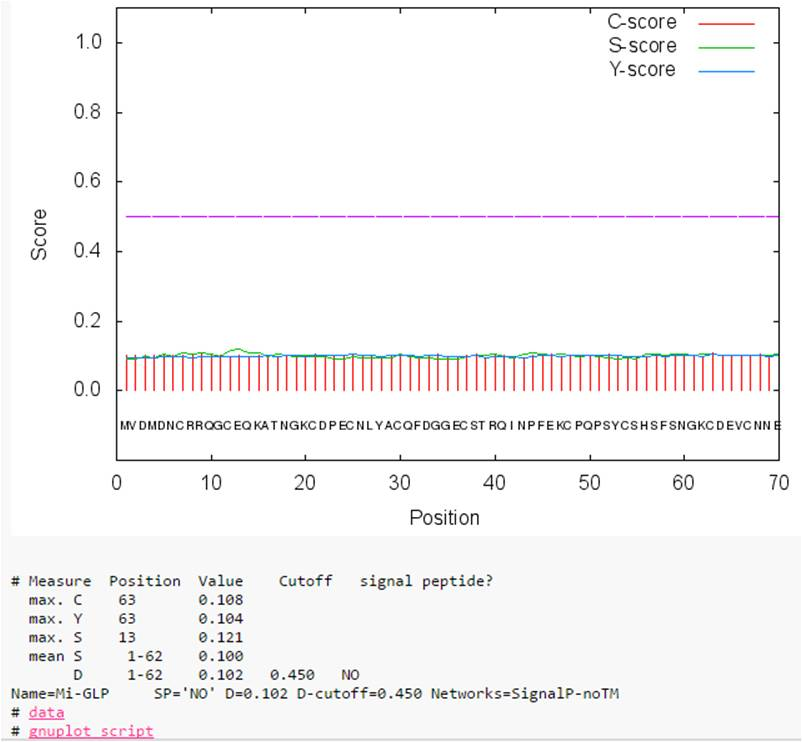 C-score
S-score
Y-score
1.0
0.8
0.6
0.4
0.2
0.0
Score
MVDMDNCRRQGCEQKATNGKCDPECNLYACQFDGGECSTRQINPFEKCPQPSYCSHSFSNGKCDEVCNNE
0 10 20 30 40 50 60 70
Position
# Measure Position Value Cutoff signal peptide?
max. C 63 0.108
max. Y 63 0.104
max. S 13 0.121
mean S 1-62 0.100
D 1-62 0.102 0.450 NO
Name=Mi-GLP SP='NO' D=0.102 D-cutoff=0.450 Networks=SignalP-noTM
# data
# gnuplot script